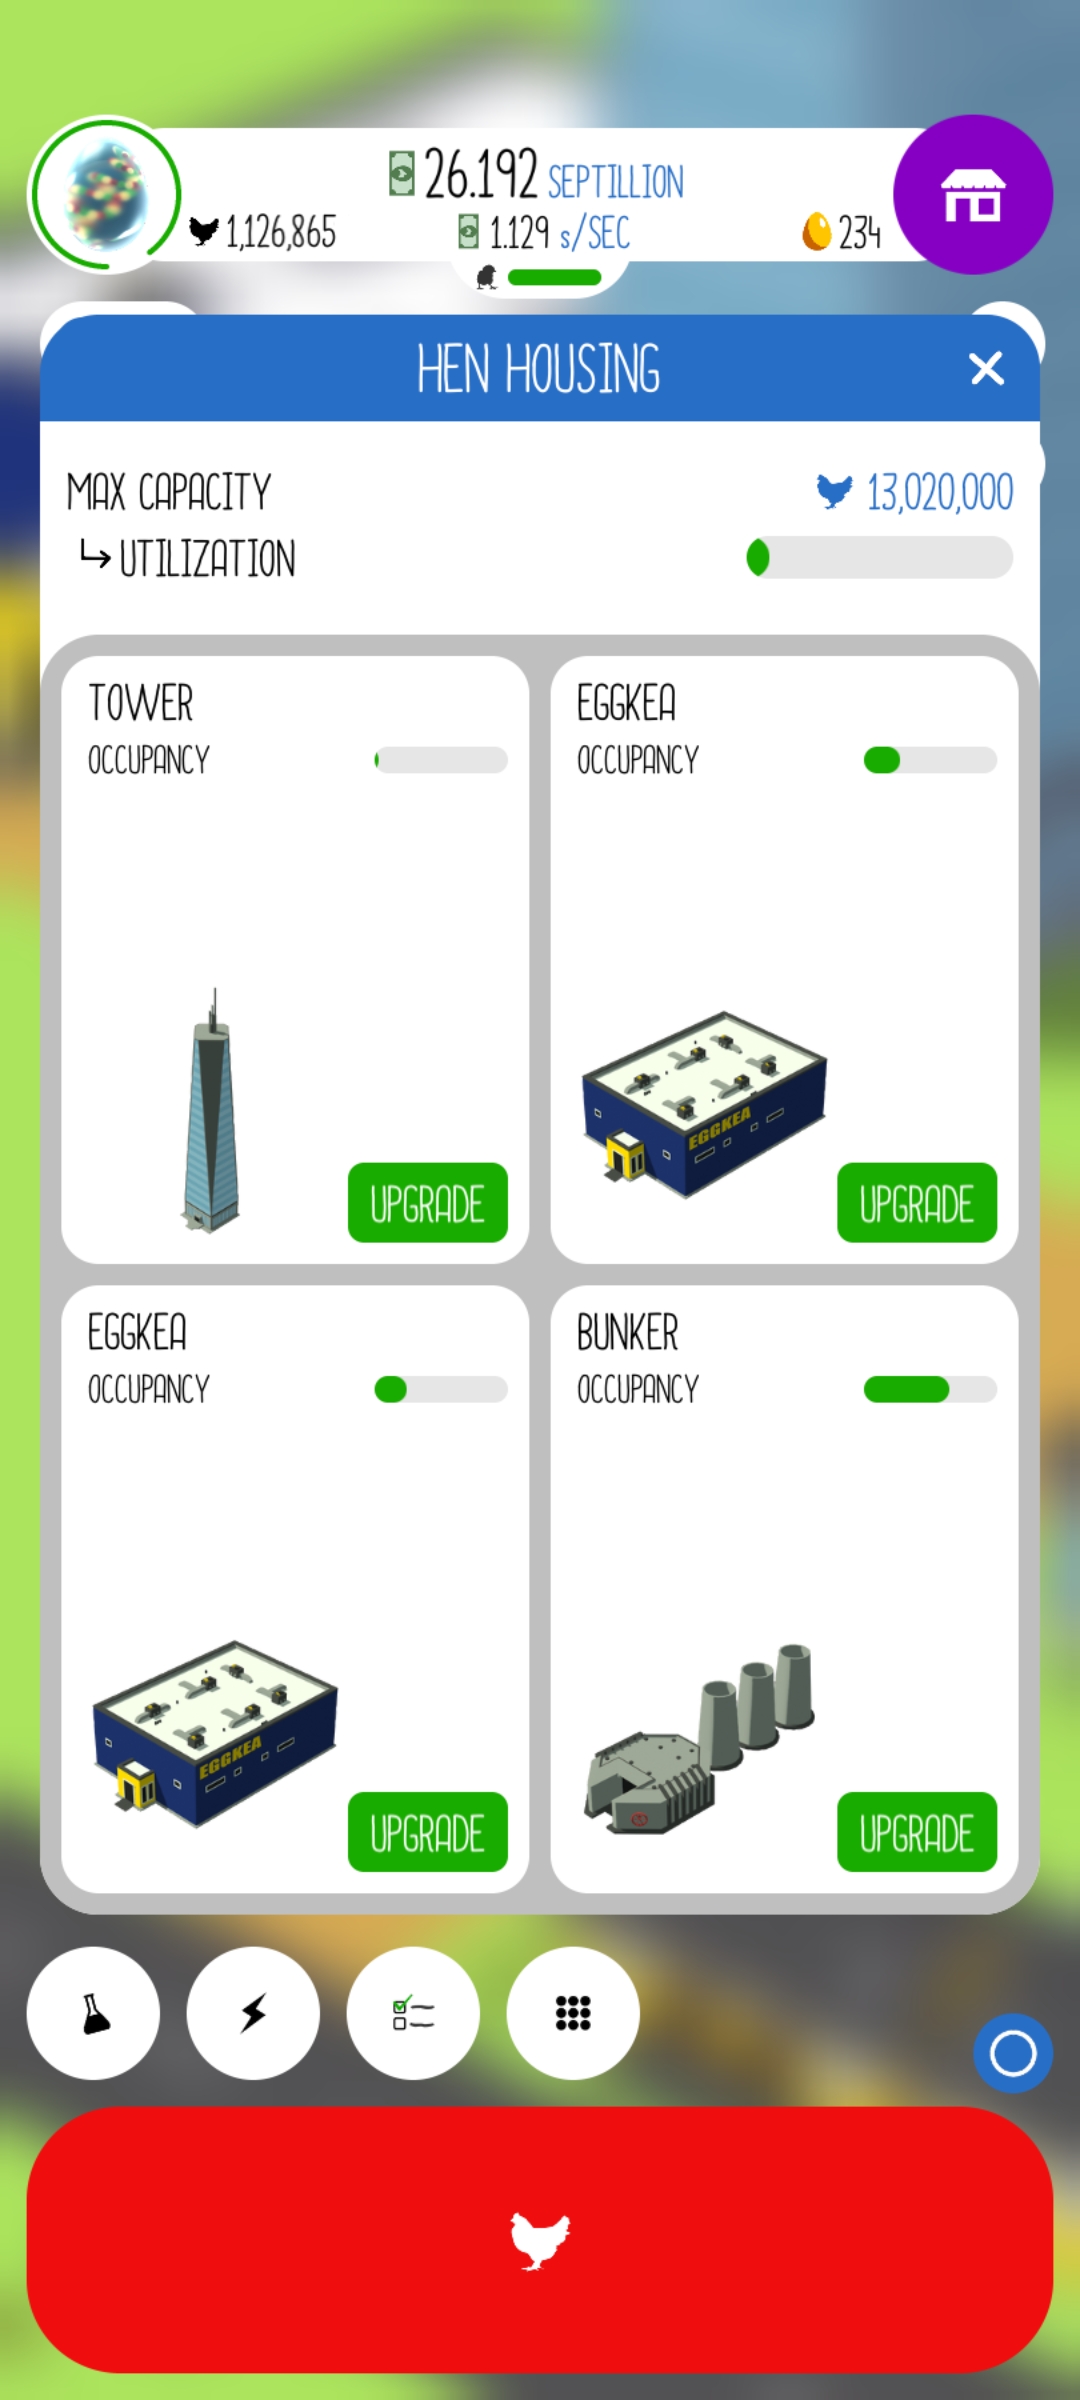 26.192 SEPTILLION
1,126,865
1.129 s/SEC
234
HEN HOUSING
MAX CAPACITY
13,020,000
UTILIZATION
TOWER
OCCUPANCY
UPGRADE
EGGKEA
OCCUPANCY
EGGKEA
UPGRADE
EGGKEA
OCCUPANCY
EGGKEA
UPGRADE
BUNKER
OCCUPANCY
UPGRADE